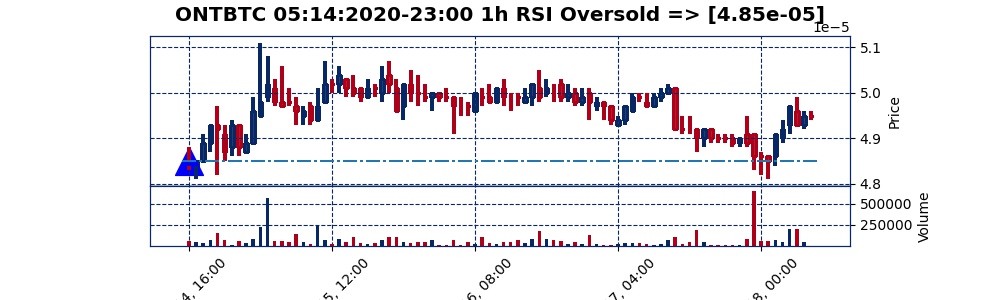 ONTBTC 05:14:2020-23:00 1h RSI Oversold => [4.85e-05]
1e−5
5.1
5.0
4.9
4.8
Price
500000
250000
Volume
4, 16:00
5, 12:00
6, 08:00
7, 04:00
8, 00:00